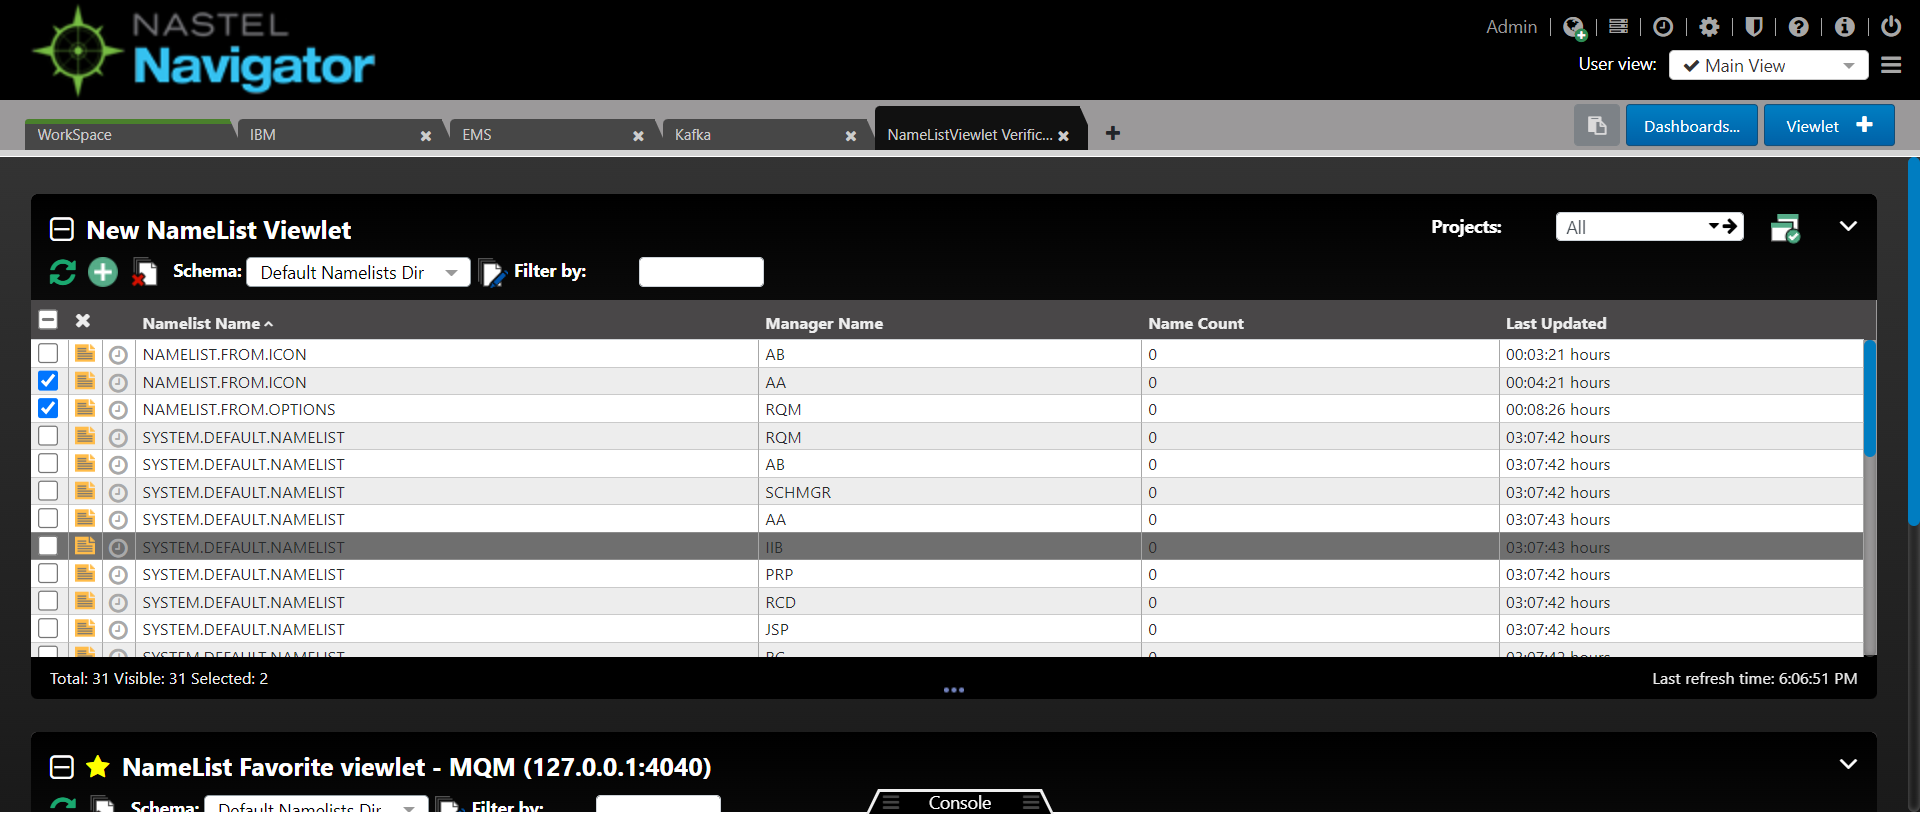 NASTEL
Navigator
Admin
User view: Main View
WorkSpace IBM EMS Kafka NameListViewlet Verific...
Dashboards... Viewlet
New NameList Viewlet
Projects: All
Schema: Default Namelists Dir Filter by:
Namelist Name Manager Name Name Count Last Updated
NAMELIST.FROM.ICON AB 0 00:03:21 hours
NAMELIST.FROM.ICON AA 0 00:04:21 hours
NAMELIST.FROM.OPTIONS RQM 0 00:08:26 hours
SYSTEM.DEFAULT.NAMELIST RQM 0 03:07:42 hours
SYSTEM.DEFAULT.NAMELIST AB 0 03:07:42 hours
SYSTEM.DEFAULT.NAMELIST SCHMGR 0 03:07:42 hours
SYSTEM.DEFAULT.NAMELIST AA 0 03:07:43 hours
SYSTEM.DEFAULT.NAMELIST IIB 0 03:07:43 hours
SYSTEM.DEFAULT.NAMELIST PRP 0 03:07:42 hours
SYSTEM.DEFAULT.NAMELIST RCD 0 03:07:42 hours
SYSTEM.DEFAULT.NAMELIST JSP 0 03:07:42 hours
SYSTEM.DEFAULT.NAMELIST 0 03:07:42 hours
Total: 31 Visible: 31 Selected: 2
Last refresh time: 6:06:51 PM
NameList Favorite viewlet - MQM (127.0.0.1:4040)
Schema: Default Namelists Dir Filter by:
Console